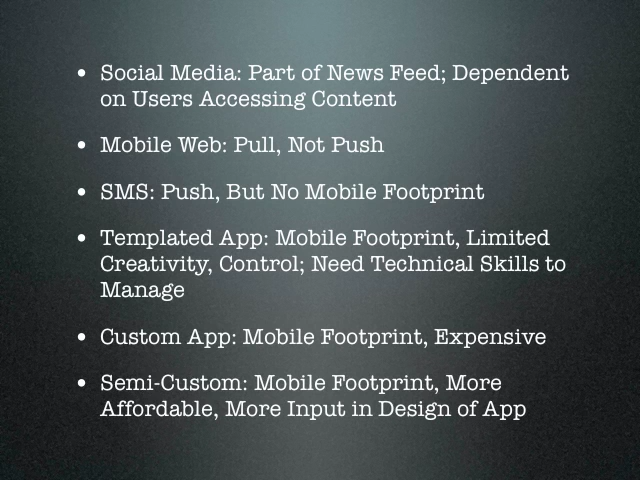 • Social Media: Part of News Feed; Dependent
on Users Accessing Content
• Mobile Web: Pull, Not Push
• SMS: Push, But No Mobile Footprint
• Templated App: Mobile Footprint, Limited
Creativity, Control; Need Technical Skills to
Manage
• Custom App: Mobile Footprint, Expensive
• Semi-Custom: Mobile Footprint, More
Affordable, More Input in Design of App